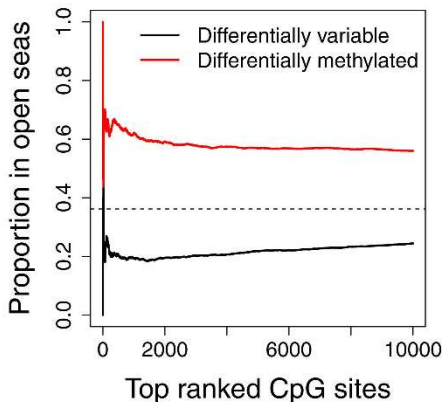 Differentially variable
Differentially methylated
Proportion in open seas
1.0
0.8
0.6
0.4
0.2
0.0
0 2000 6000 10000
Top ranked CpG sites